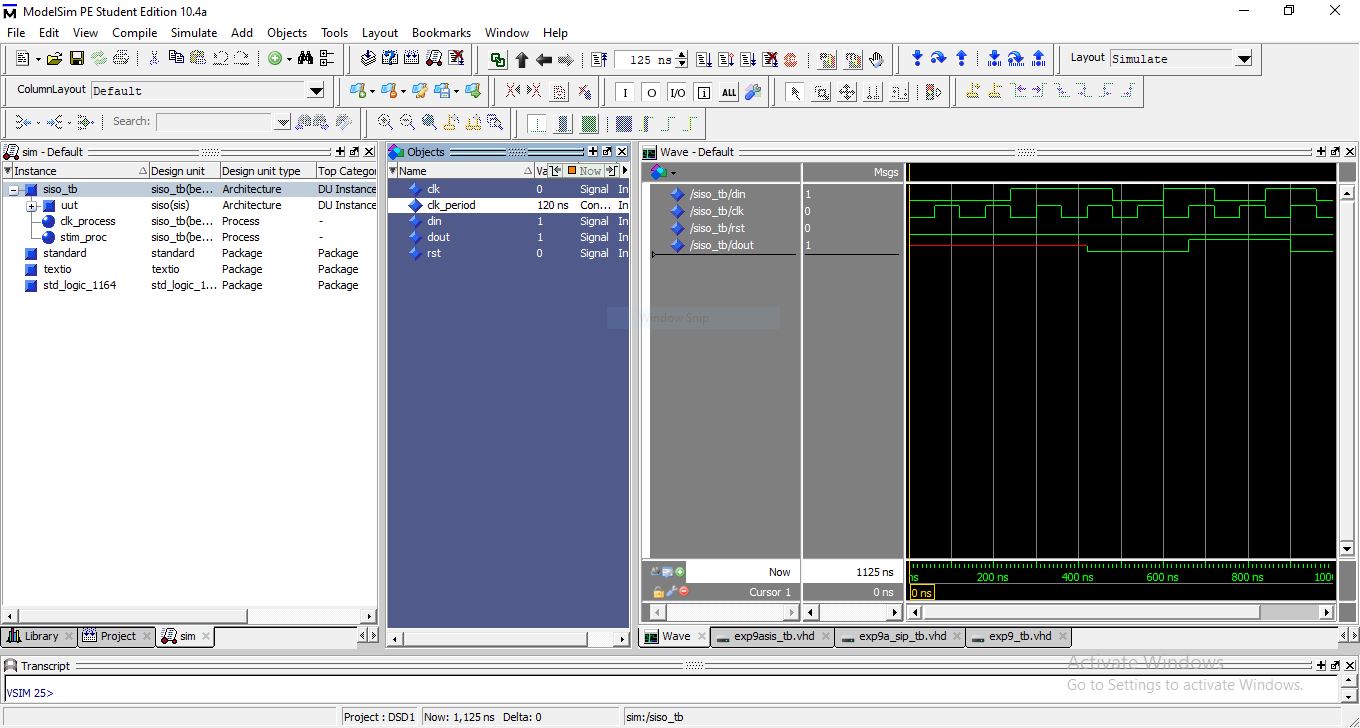 ModelSim PE Student Edition 10.4a
File Edit View Compile Simulate Add Objects Tools Layout Bookmarks Window Help
125 ns
Layout Simulate
ColumnLayout Default
I O I/O i ALL
Search:
sim - Default
Instance Design unit Design unit type Top Categor
siso_tb siso_tb(be... Architecture DU Instance
uut siso(sis) Architecture DU Instance
clk_process siso_tb(be... Process -
stim_proc siso_tb(be... Process -
standard standard Package Package
textio textio Package Package
std_logic_1164 std_logic_1... Package Package
Library Project sim
Objects
Name Va Now
clk 0 Signal In
clk_period 120 ns Con... In
din 1 Signal In
dout 1 Signal In
rst 0 Signal In
Window Snip
Wave - Default
Msgs
/siso_tb/din 1
/siso_tb/clk 0
/siso_tb/rst 0
/siso_tb/dout 1
Now 1125 ns
ns 200 ns 400 ns 600 ns 800 ns 100
Cursor 1 0 ns
0 ns
Wave exp9asis_tb.vhd exp9a_sip_tb.vhd exp9_tb.vhd
Transcript
Activate Windows
Go to Settings to activate Windows.
VSIM 25>
Project : DSD1 Now: 1,125 ns Delta: 0 sim:/siso_tb